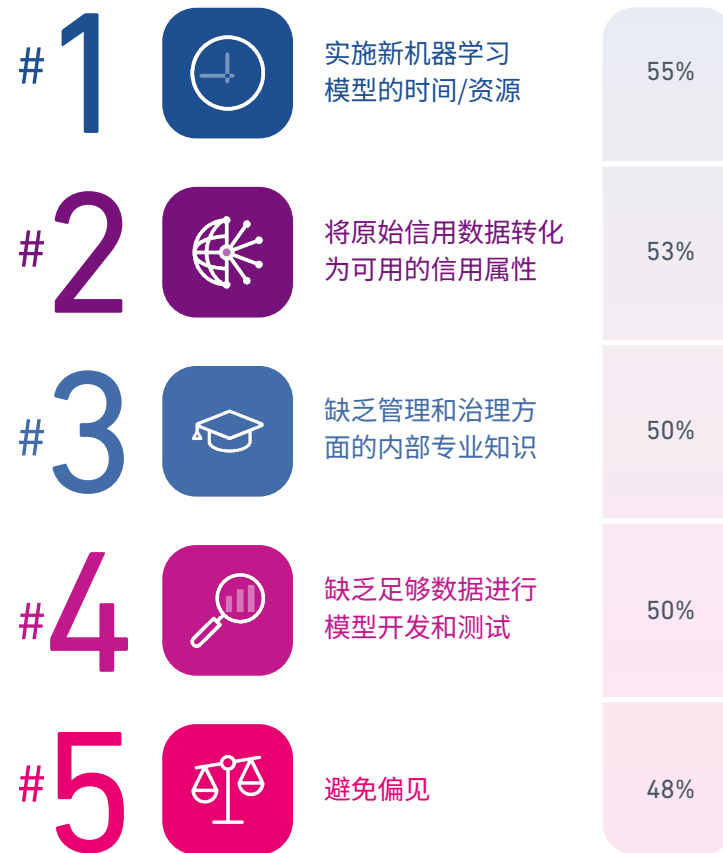 #1
实施新机器学习
模型的时间/资源
55%
#2
将原始信用数据转化
为可用的信用属性
53%
#3
缺乏管理和治理方
面的内部专业知识
50%
#4
缺乏足够数据进行
模型开发和测试
50%
#5
避免偏见
48%